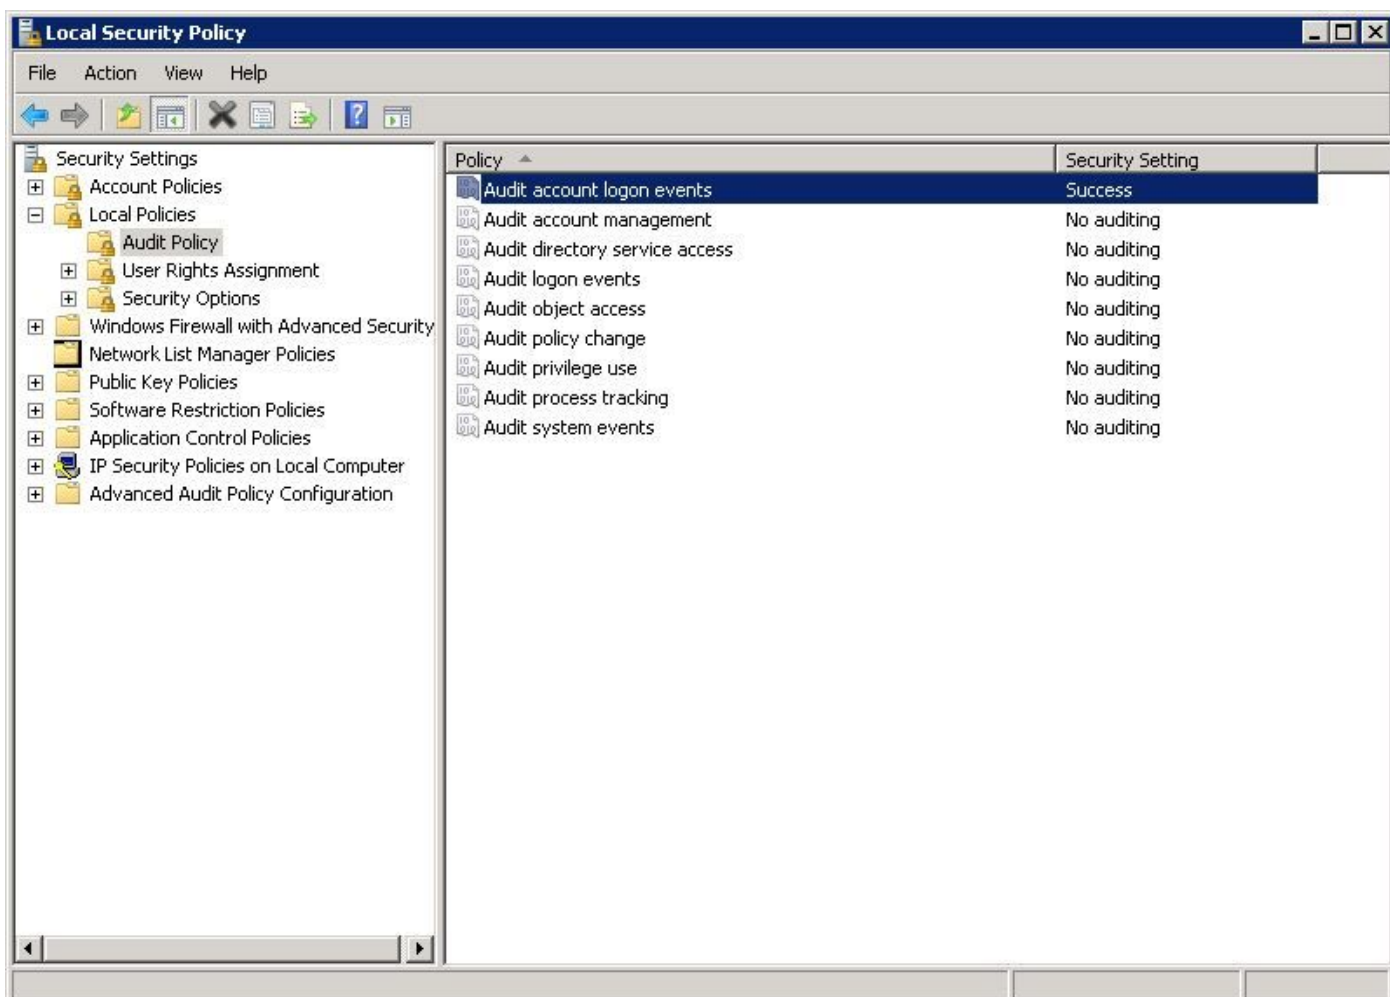 Local Security Policy
File Action View Help
Security Settings
Account Policies
Local Policies
Audit Policy
User Rights Assignment
Security Options
Windows Firewall with Advanced Security
Network List Manager Policies
Public Key Policies
Software Restriction Policies
Application Control Policies
IP Security Policies on Local Computer
Advanced Audit Policy Configuration
Policy Security Setting
Audit account logon events Success
Audit account management No auditing
Audit directory service access No auditing
Audit logon events No auditing
Audit object access No auditing
Audit policy change No auditing
Audit privilege use No auditing
Audit process tracking No auditing
Audit system events No auditing